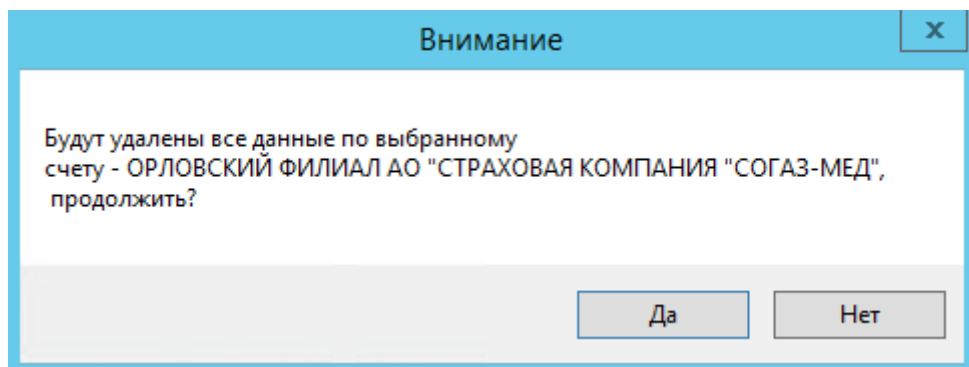 Внимание
x
Будут удалены все данные по выбранному
счету - ОРЛОВСКИЙ ФИЛИАЛ АО "СТРАХОВАЯ КОМПАНИЯ "СОГАЗ-МЕД",
продолжить?
Да Нет